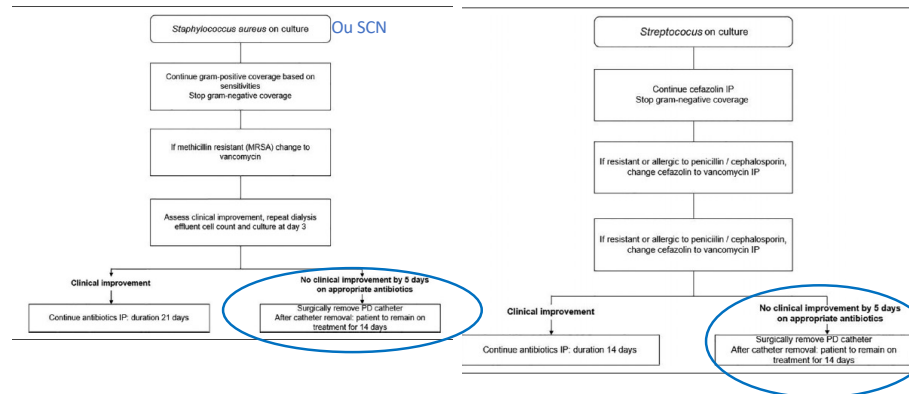 Staphylococcus aureus on culture
Ou SCN
Continue gram-positive coverage based on
sensitivities
Stop gram-negative coverage
If methicillin resistant (MRSA) change to
vancomycin
Assess clinical improvement, repeat dialysis
effluent cell count and culture at day 3
Clinical improvement
Continue antibiotics IP: duration 21 days
No clinical improvement by 5 days
on appropriate antibiotics
Surgically remove PD catheter
After catheter removal: patient to remain on
treatment for 14 days
Streptococus on culture
Continue cefazolin IP
Stop gram-negative coverage
If resistant or allergic to penicillin / cephalosporin,
change cefazolin to vancomycin IP
If resistant or allergic to penicillin / cephalosporin,
change cefazolin to vancomycin IP
Clinical improvement
Continue antibiotics IP: duration 14 days
No clinical improvement by 5 days
on appropriate antibiotics
Surgically remove PD catheter
After catheter removal: patient to remain on
treatment for 14 days